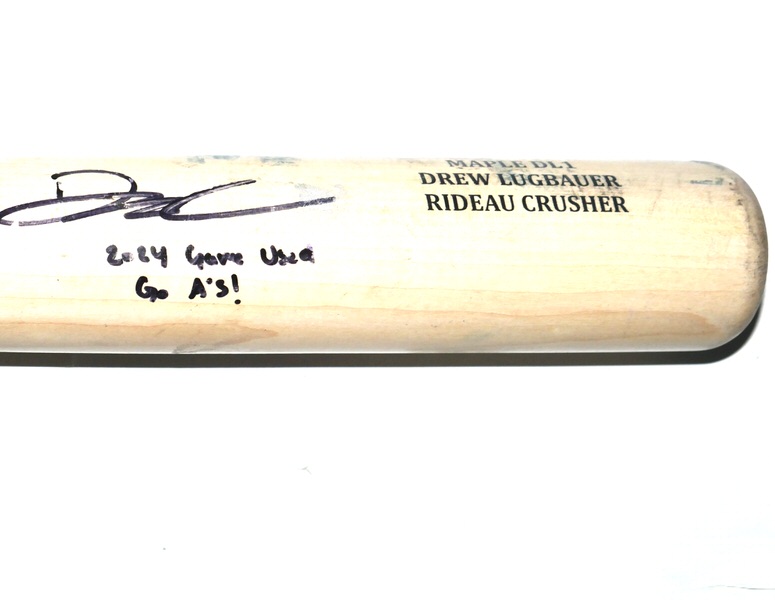 MAPLE DL1
DREW LUGBAUER
RIDEAU CRUSHER
2024 Game Used
Go A's!